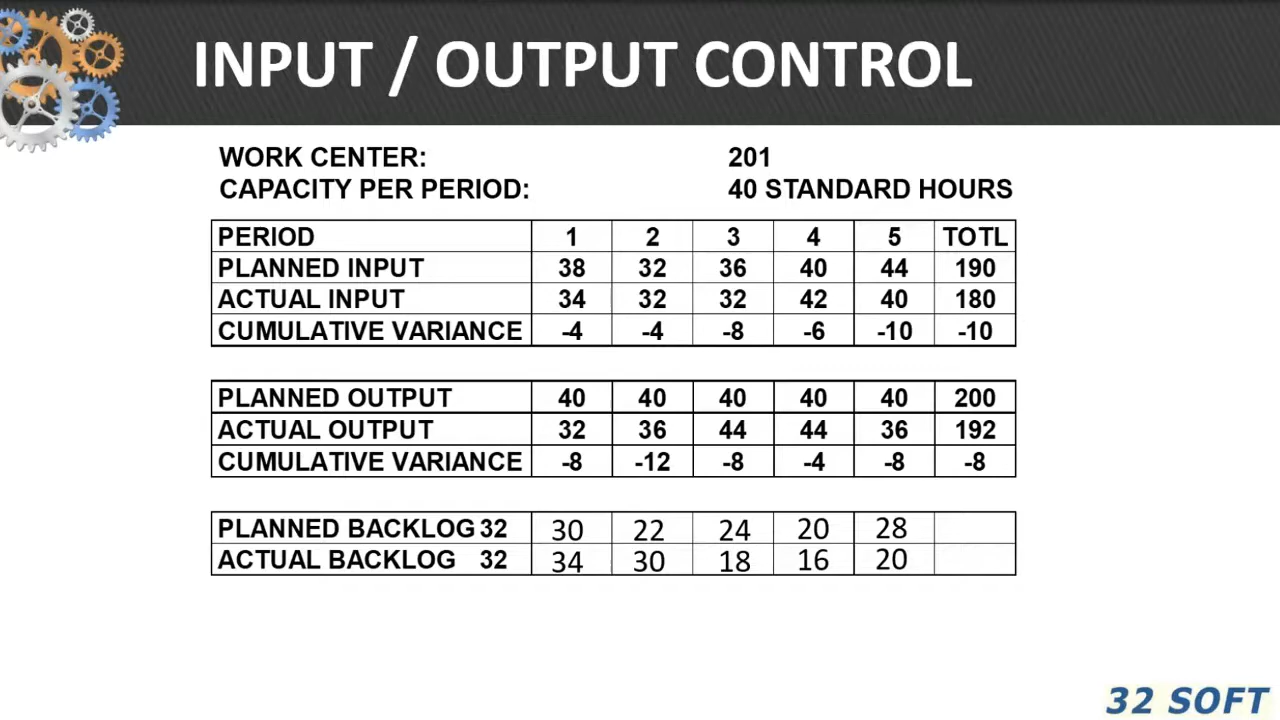 INPUT / OUTPUT CONTROL
WORK CENTER: 201
CAPACITY PER PERIOD: 40 STANDARD HOURS
PERIOD 1 2 3 4 5 TOTL
PLANNED INPUT 38 32 36 40 44 190
ACTUAL INPUT 34 32 32 42 40 180
CUMULATIVE VARIANCE -4 -4 -8 -6 -10 -10
PLANNED OUTPUT 40 40 40 40 40 200
ACTUAL OUTPUT 32 36 44 44 36 192
CUMULATIVE VARIANCE -8 -12 -8 -4 -8 -8
PLANNED BACKLOG 32 30 22 24 20 28
ACTUAL BACKLOG 32 34 30 18 16 20
32 SOFT